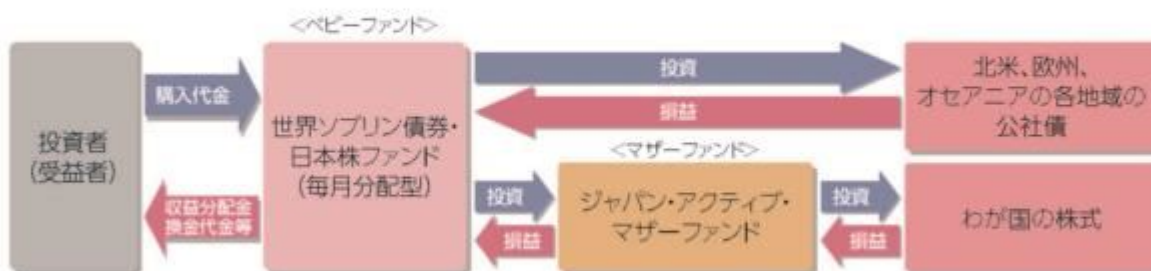 <ベビーファンド>
投資者
(受益者)
購入代金
収益分配金
換金代金等
世界ソブリン債券・
日本株ファンド
(毎月分配型)
投資
損益
北米、欧州、
オセアニアの各地域の
公社債
<マザーファンド>
投資
損益
ジャパン・アクティブ・
マザーファンド
投資
損益
わが国の株式